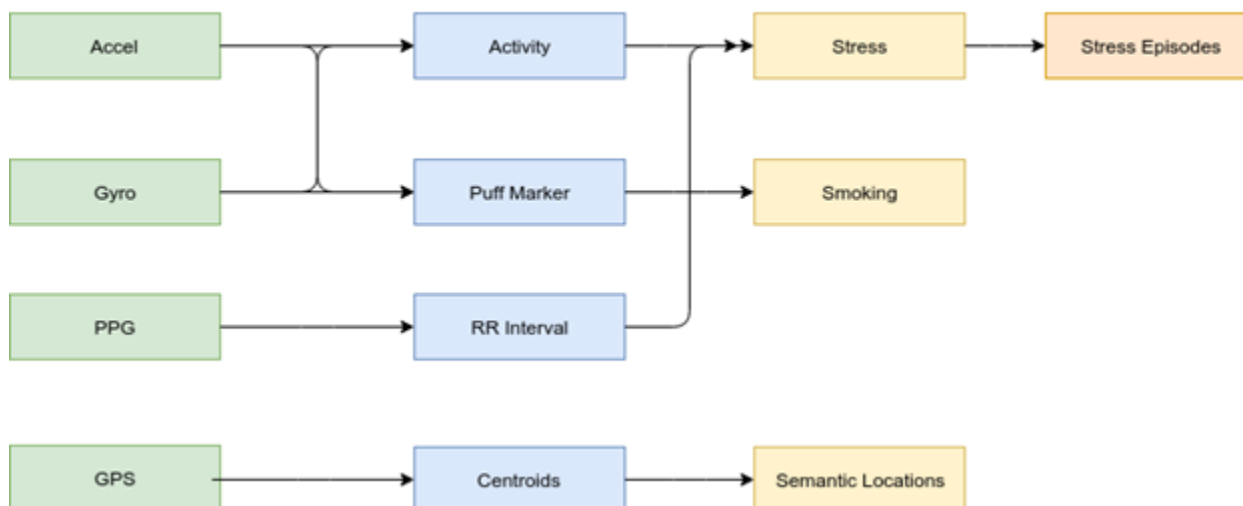 Accel
Activity
Stress
Stress Episodes
Gyro
Puff Marker
Smoking
PPG
RR Interval
GPS
Centroids
Semantic Locations